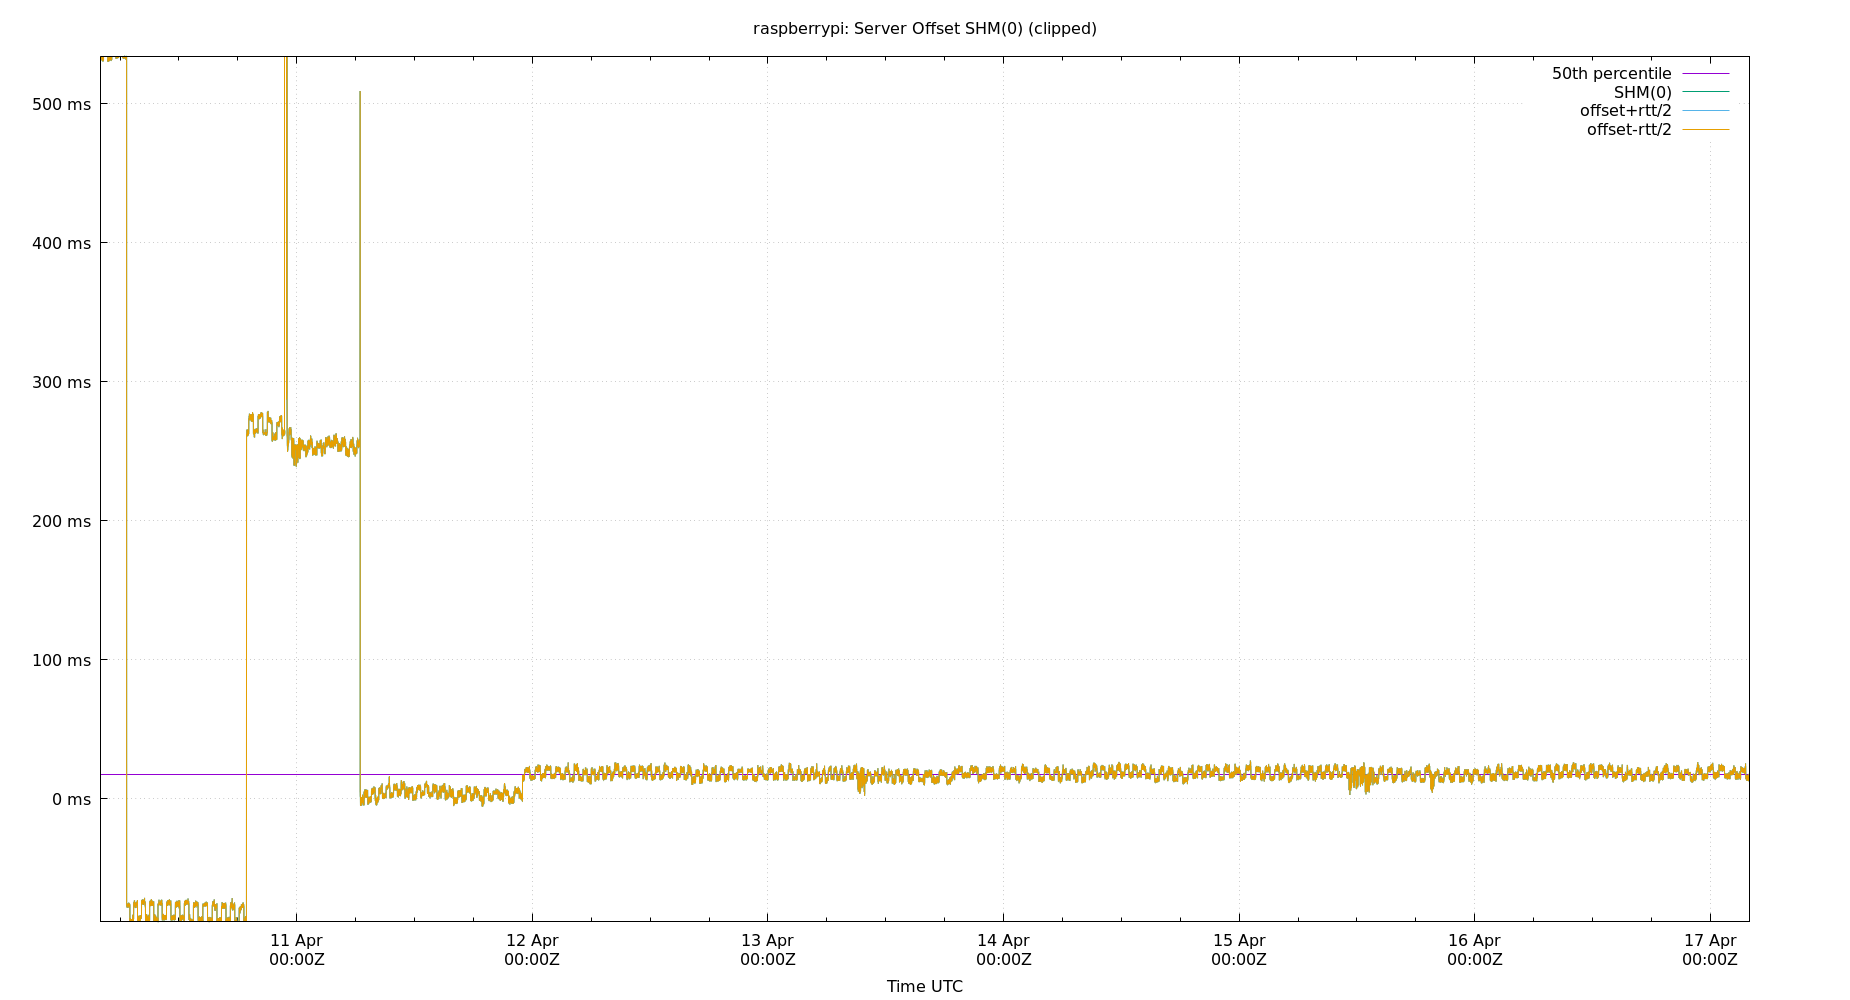 raspberrypi: Server Offset SHM(0) (clipped)
50th percentile
SHM(0)
offset+rtt/2
offset-rtt/2
500 ms
400 ms
300 ms
200 ms
100 ms
0 ms
11 Apr 12 Apr 13 Apr 14 Apr 15 Apr 16 Apr 17 Apr
00:00Z 00:00Z 00:00Z 00:00Z 00:00Z 00:00Z 00:00Z
Time UTC